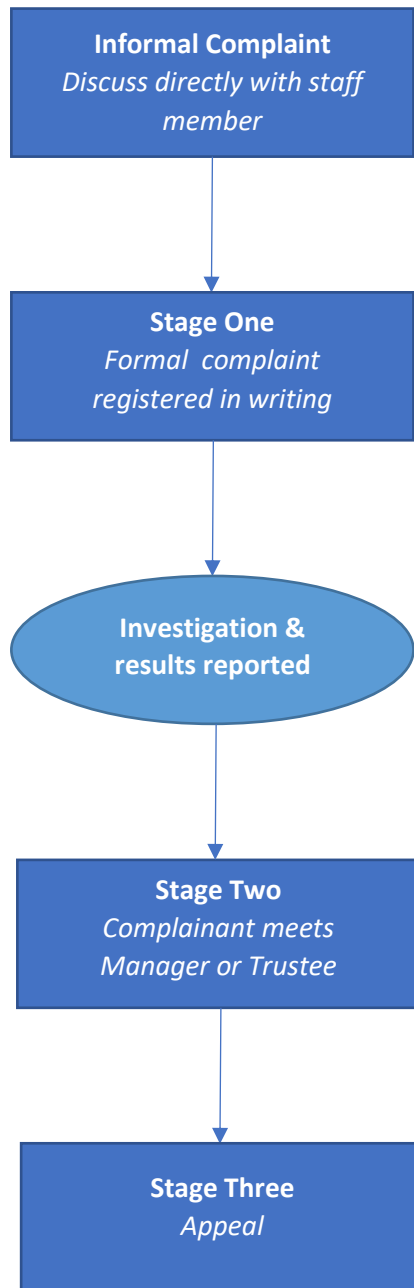 Informal Complaint
Discuss directly with staff
member
Stage One
Formal  complaint
registered in writing
Investigation &
results reported
Stage Two
Complainant meets
Manager or Trustee
Stage Three
Appeal